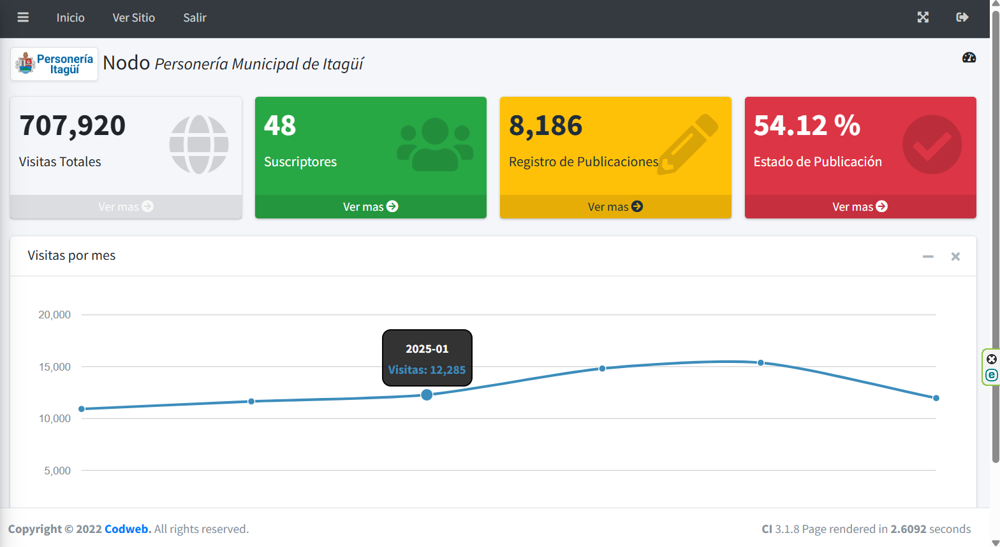 Inicio Ver Sitio Salir
Personería
Itagüí
Nodo Personería Municipal de Itagüí
707,920
Visitas Totales
Ver mas
48
Suscriptores
Ver mas
8,186
Registro de Publicaciones
Ver mas
54.12 %
Estado de Publicación
Ver mas
Visitas por mes
20,000
15,000
10,000
5,000
2025-01
Visitas: 12,285
e
Copyright © 2022 Codweb. All rights reserved.
CI 3.1.8 Page rendered in 2.6092 seconds